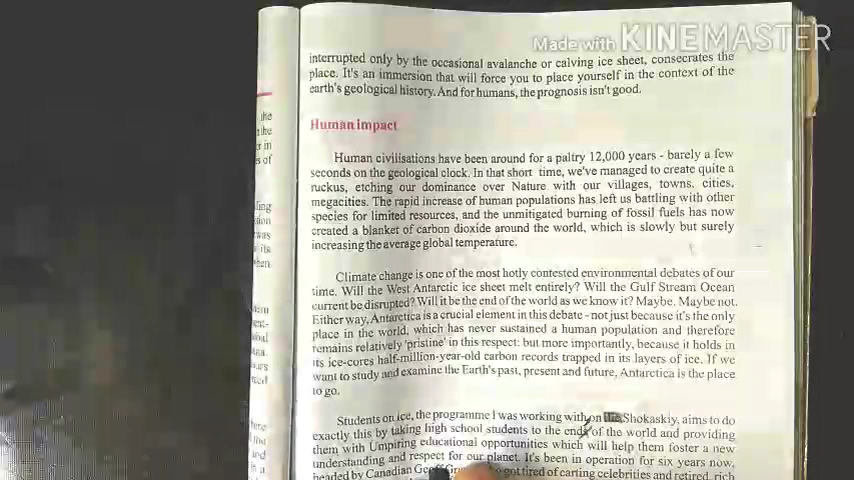 Made with KINEMASTER
interrupted only by the occasional avalanche or calving ice sheet, consecrates the
place. It's an immersion that will force you to place yourself in the context of the
earth's geological history. And for humans, the prognosis isn't good.
Human impact
Human civilisations have been around for a paltry 12,000 years - barely a few
seconds on the geological clock. In that short time, we've managed to create quite a
ruckus, etching our dominance over Nature with our villages, towns, cities,
megacities. The rapid increase of human populations has left us battling with other
species for limited resources, and the unmitigated burning of fossil fuels has now
created a blanket of carbon dioxide around the world, which is slowly but surely
increasing the average global temperature.
Climate change is one of the most hotly contested environmental debates of our
time. Will the West Antarctic ice sheet melt entirely? Will the Gulf Stream Ocean
current be disrupted? Will it be the end of the world as we know it? Maybe. Maybe not.
Either way, Antarctica is a crucial element in this debate - not just because it's the only
place in the world, which has never sustained a human population and therefore
remains relatively 'pristine' in this respect: but more importantly, because it holds in
its ice-cores half-million-year-old carbon records trapped in its layers of ice. If we
want to study and examine the Earth's past, present and future, Antarctica is the place
to go.
Students on ice, the programme I was working with on Shokaskiy, aims to do
exactly this by taking high school students to the ends of the world and providing
them with Umpiring educational opportunities which will help them foster a new
understanding and respect for our planet. It's been in operation for six years now,
headed by Canadian got tired of carting celebrities and retired, rich